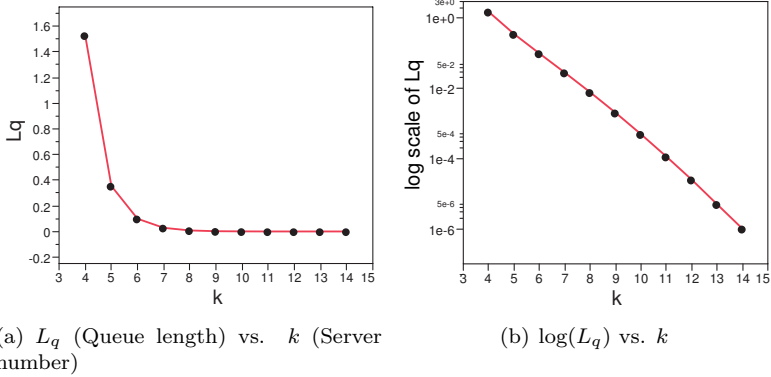 1.6
1.4
1.2
1
0.8
0.6
0.4
0.2
0
-0.2
Lq
3 4 5 6 7 8 9 10 11 12 13 14 15
k
(a) Lq (Queue length) vs. k (Server
number)
3e+0
1e+0
5e-2
1e-2
5e-4
1e-4
5e-6
1e-6
log scale of Lq
3 4 5 6 7 8 9 10 11 12 13 14 15
k
(b) log(Lq) vs. k